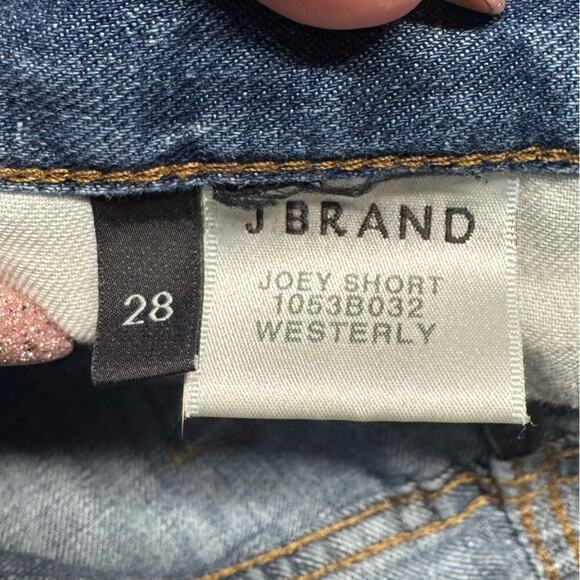 28
J BRAND
JOEY SHORT
1053B032
WESTERLY